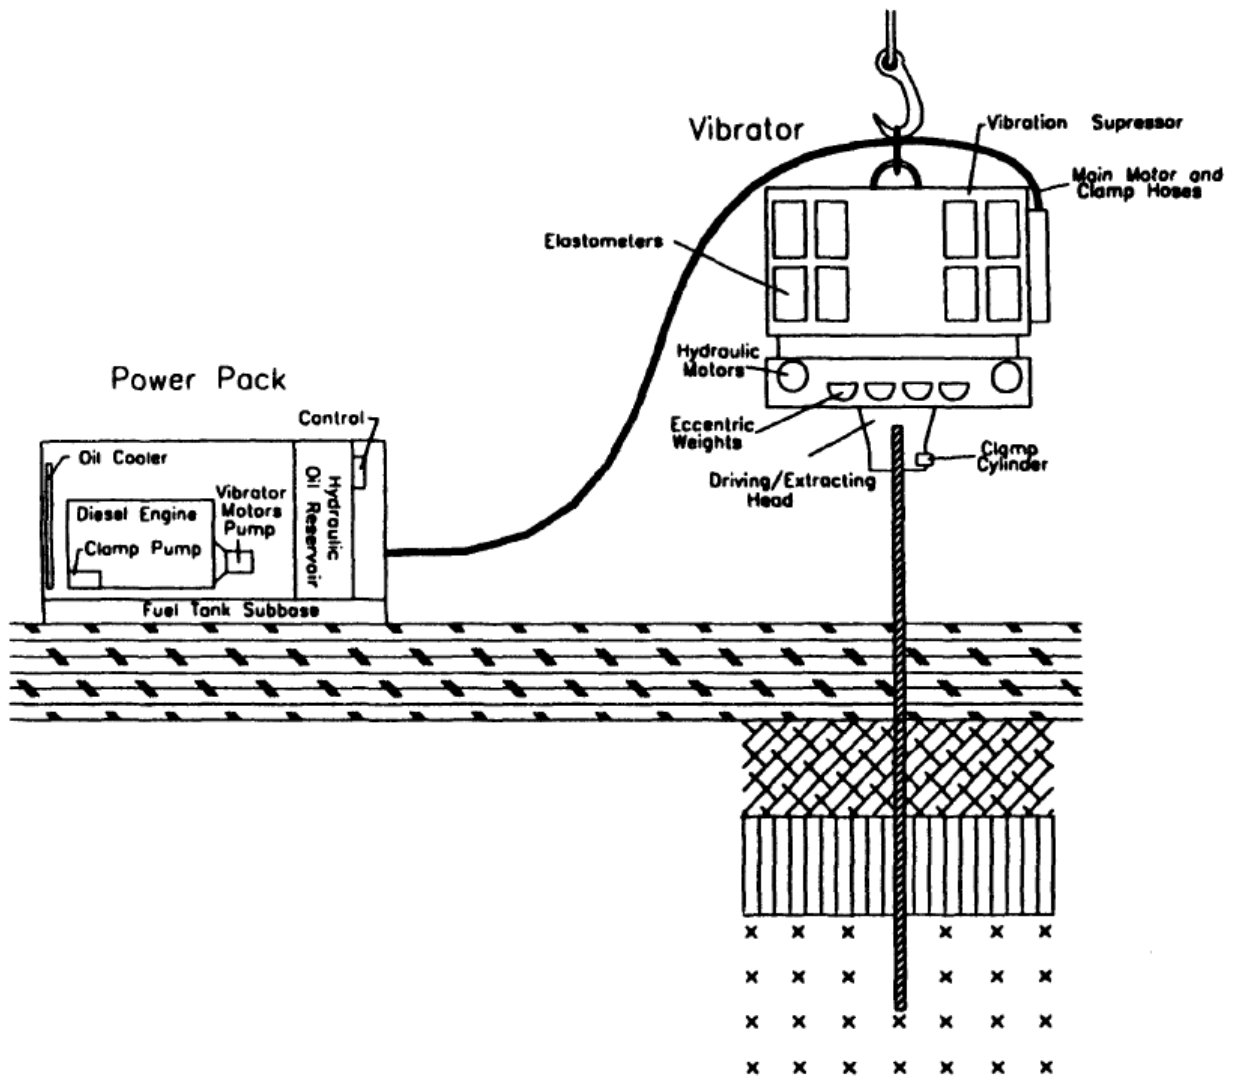 Vibrator
Vibration Supressor
Main Motor and
Clamp Hoses
Elastometers
Hydraulic
Motors
Eccentric
Weights
Driving/Extracting
Head
Clamp
Cylinder
Power Pack
Control
Oil Cooler
Vibrator
Motors
Pump
Diesel Engine
Clamp Pump
Hydraulic
Oil Reservoir
Fuel Tank Subbase